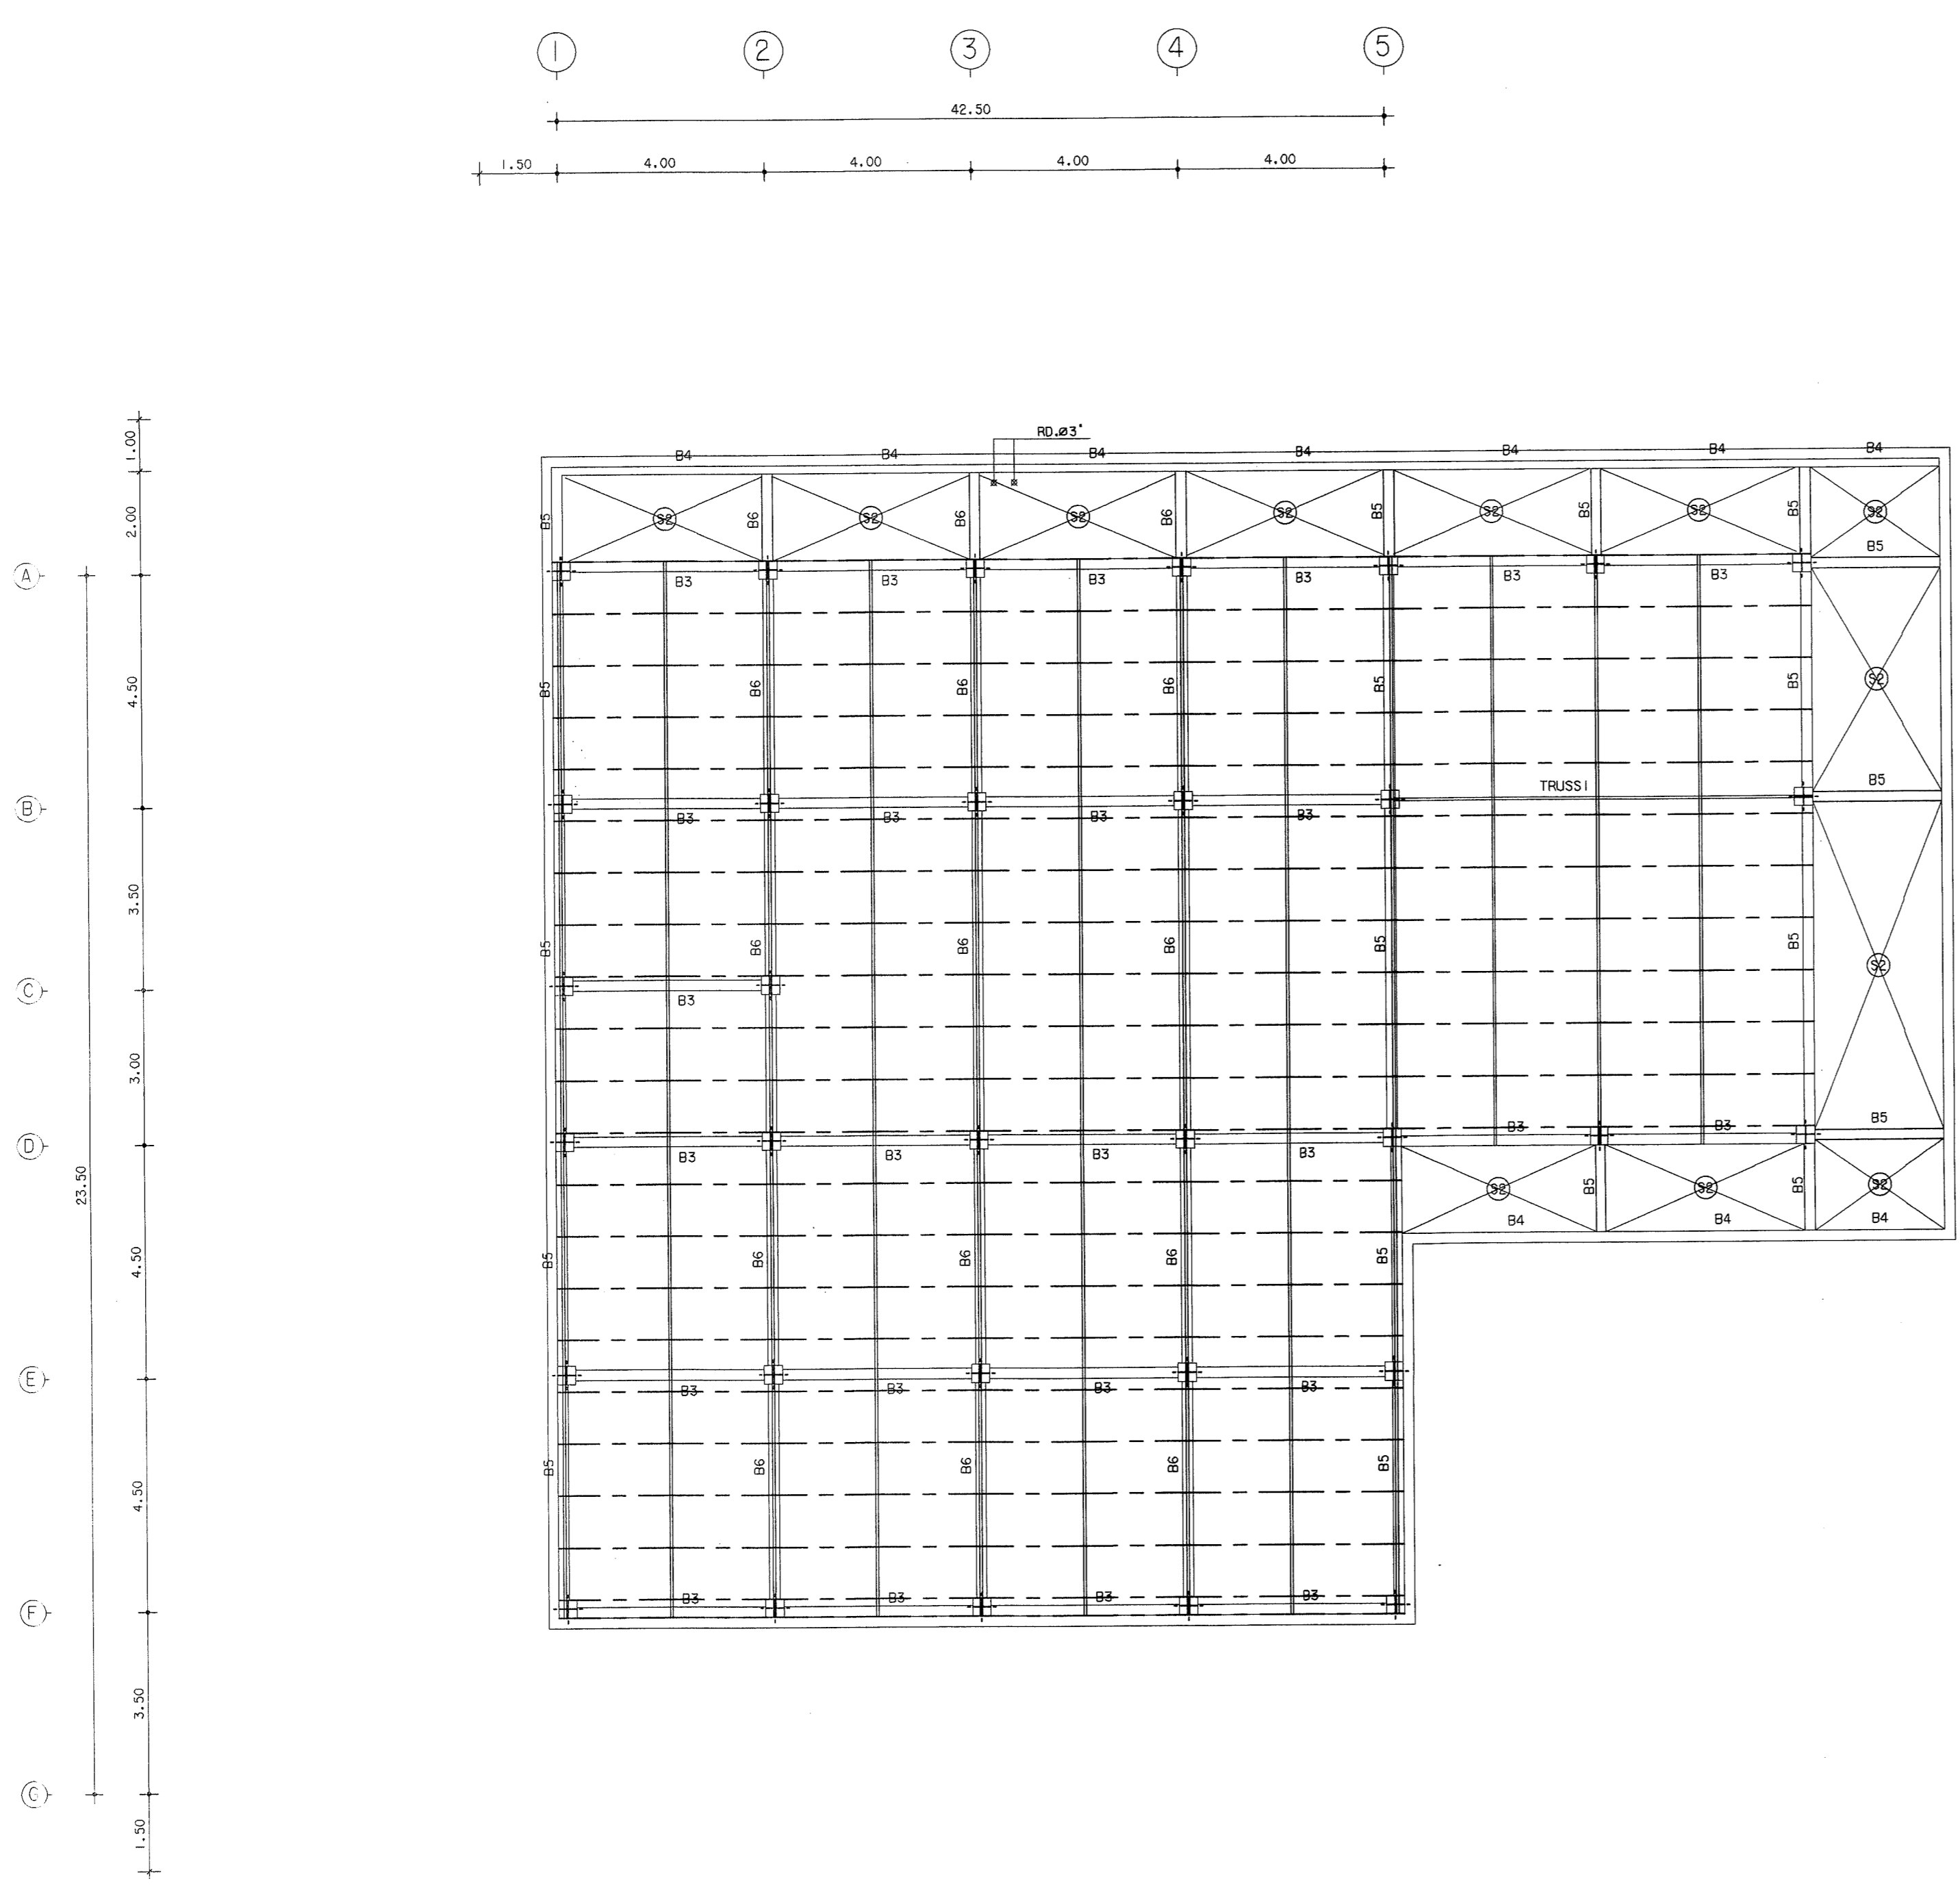 1 2 3 4 5
42.50
1.50 4.00 4.00 4.00 4.00
RD.Ø3"
B4 B4 B4 B4 B4 B4 B4
1.00
2.00
B5 S2 B6 S2 B6 S2 B6 S2 B5 S2 B5 S2 B5 S2
B5
A
B3 B3 B3 B3 B3 B3
4.50
B5 B6 B6 B6 B5 B5 S2
TRUSS1 B5
B
B3 B3 B3 B3
3.50
B5 B6 B6 B6 B5 B5 S2
C
B3
3.00
B3 B3 B5
D
B3 B3 B3 B3
23.50
S2 B5 S2 B5 S2
B4 B4 B4
4.50
B5 B6 B6 B6 B5
E
B3 B3 B3 B3
4.50
B5 B6 B6 B6 B5
B3 B3 B3 B3
F
3.50
G
1.50